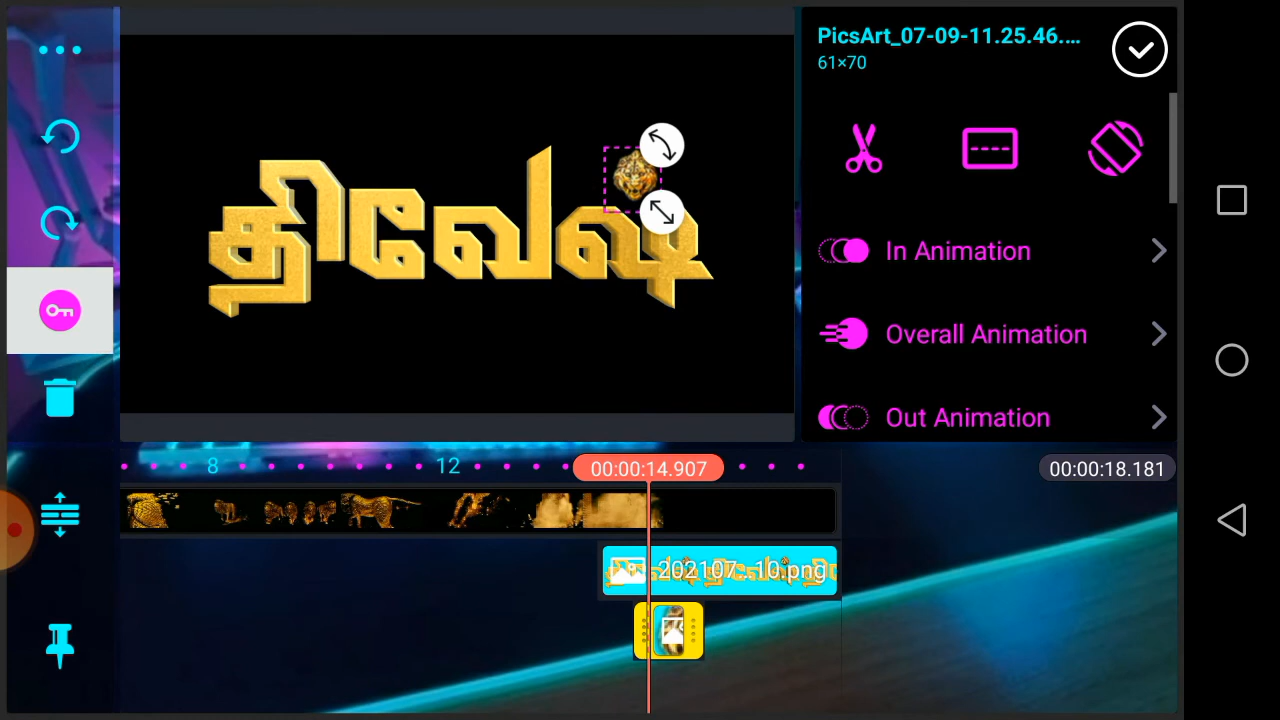 PicsArt_07-09-11.25.46....
61×70
திவேஷ்
In Animation
Overall Animation
Out Animation
8
12
00:00:14.907
00:00:18.181
202107...10.png